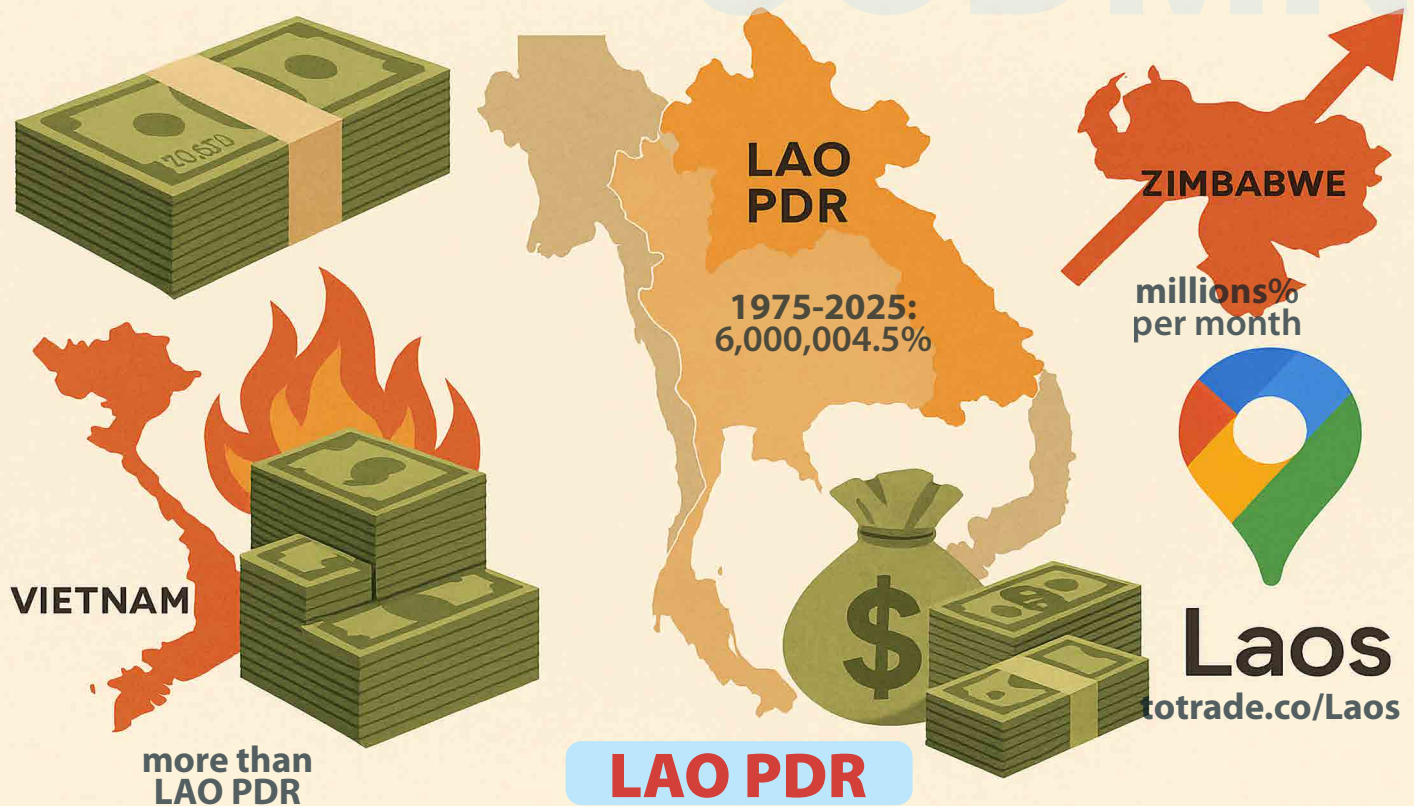 LAO
PDR
1975-2025:
6,000,004.5%
ZIMBABWE
millions%
per month
VIETNAM
more than
LAO PDR
Laos
totrade.co/Laos
LAO PDR